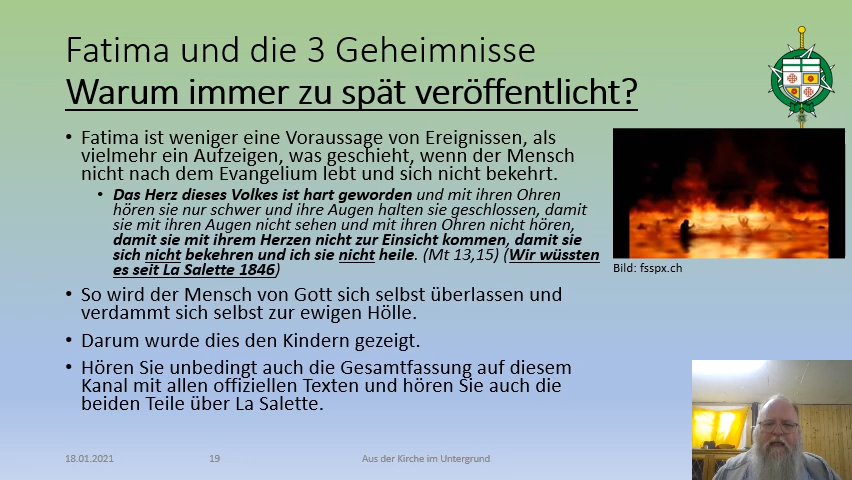 Fatima und die 3 Geheimnisse
Warum immer zu spät veröffentlicht?
• Fatima ist weniger eine Voraussage von Ereignissen, als
vielmehr ein Aufzeigen, was geschieht, wenn der Mensch
nicht nach dem Evangelium lebt und sich nicht bekehrt.
• Das Herz dieses Volkes ist hart geworden und mit ihren Ohren
hören sie nur schwer und ihre Augen halten sie geschlossen, damit
sie mit ihren Augen nicht sehen und mit ihren Ohren nicht hören,
damit sie mit ihrem Herzen nicht zur Einsicht kommen, damit sie
sich nicht bekehren und ich sie nicht heile. (Mt 13,15) (Wir wüssten
es seit La Salette 1846)
• So wird der Mensch von Gott sich selbst überlassen und
verdammt sich selbst zur ewigen Hölle.
• Darum wurde dies den Kindern gezeigt.
• Hören Sie unbedingt auch die Gesamtfassung auf diesem
Kanal mit allen offiziellen Texten und hören Sie auch die
beiden Teile über La Salette.
Bild: fsspx.ch
18.01.2021
19
Aus der Kirche im Untergrund